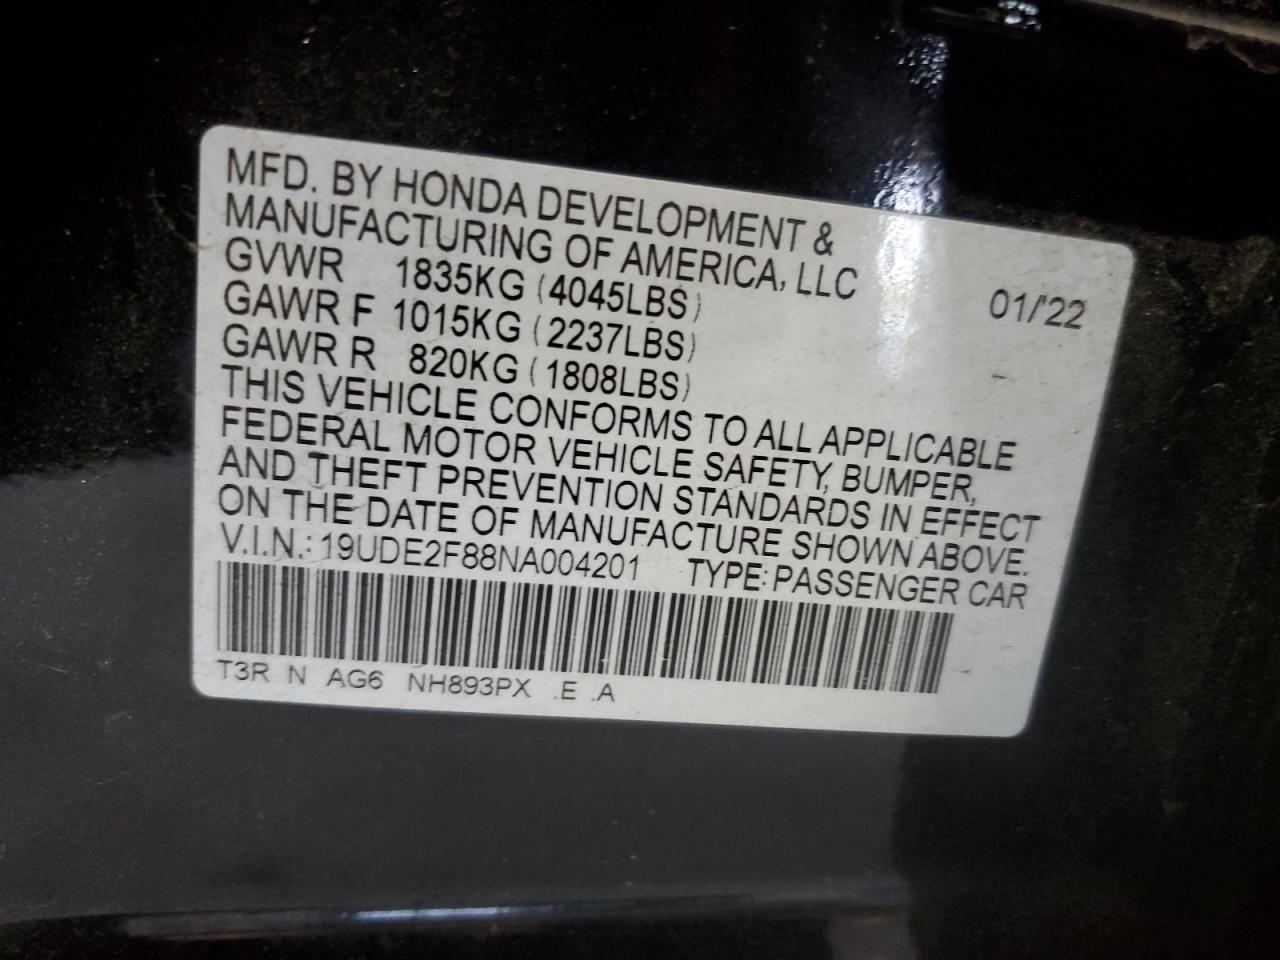 MFD. BY HONDA DEVELOPMENT &
MANUFACTURING OF AMERICA, LLC
GVWR 1835KG (4045LBS) 01/'22
GAWR F 1015KG (2237LBS)
GAWR R 820KG (1808LBS)
THIS VEHICLE CONFORMS TO ALL APPLICABLE
FEDERAL MOTOR VEHICLE SAFETY, BUMPER,
AND THEFT PREVENTION STANDARDS IN EFFECT
ON THE DATE OF MANUFACTURE SHOWN ABOVE.
V.I.N.: 19UDE2F88NA004201 TYPE: PASSENGER CAR
T3R N AG6 NH893PX .E .A